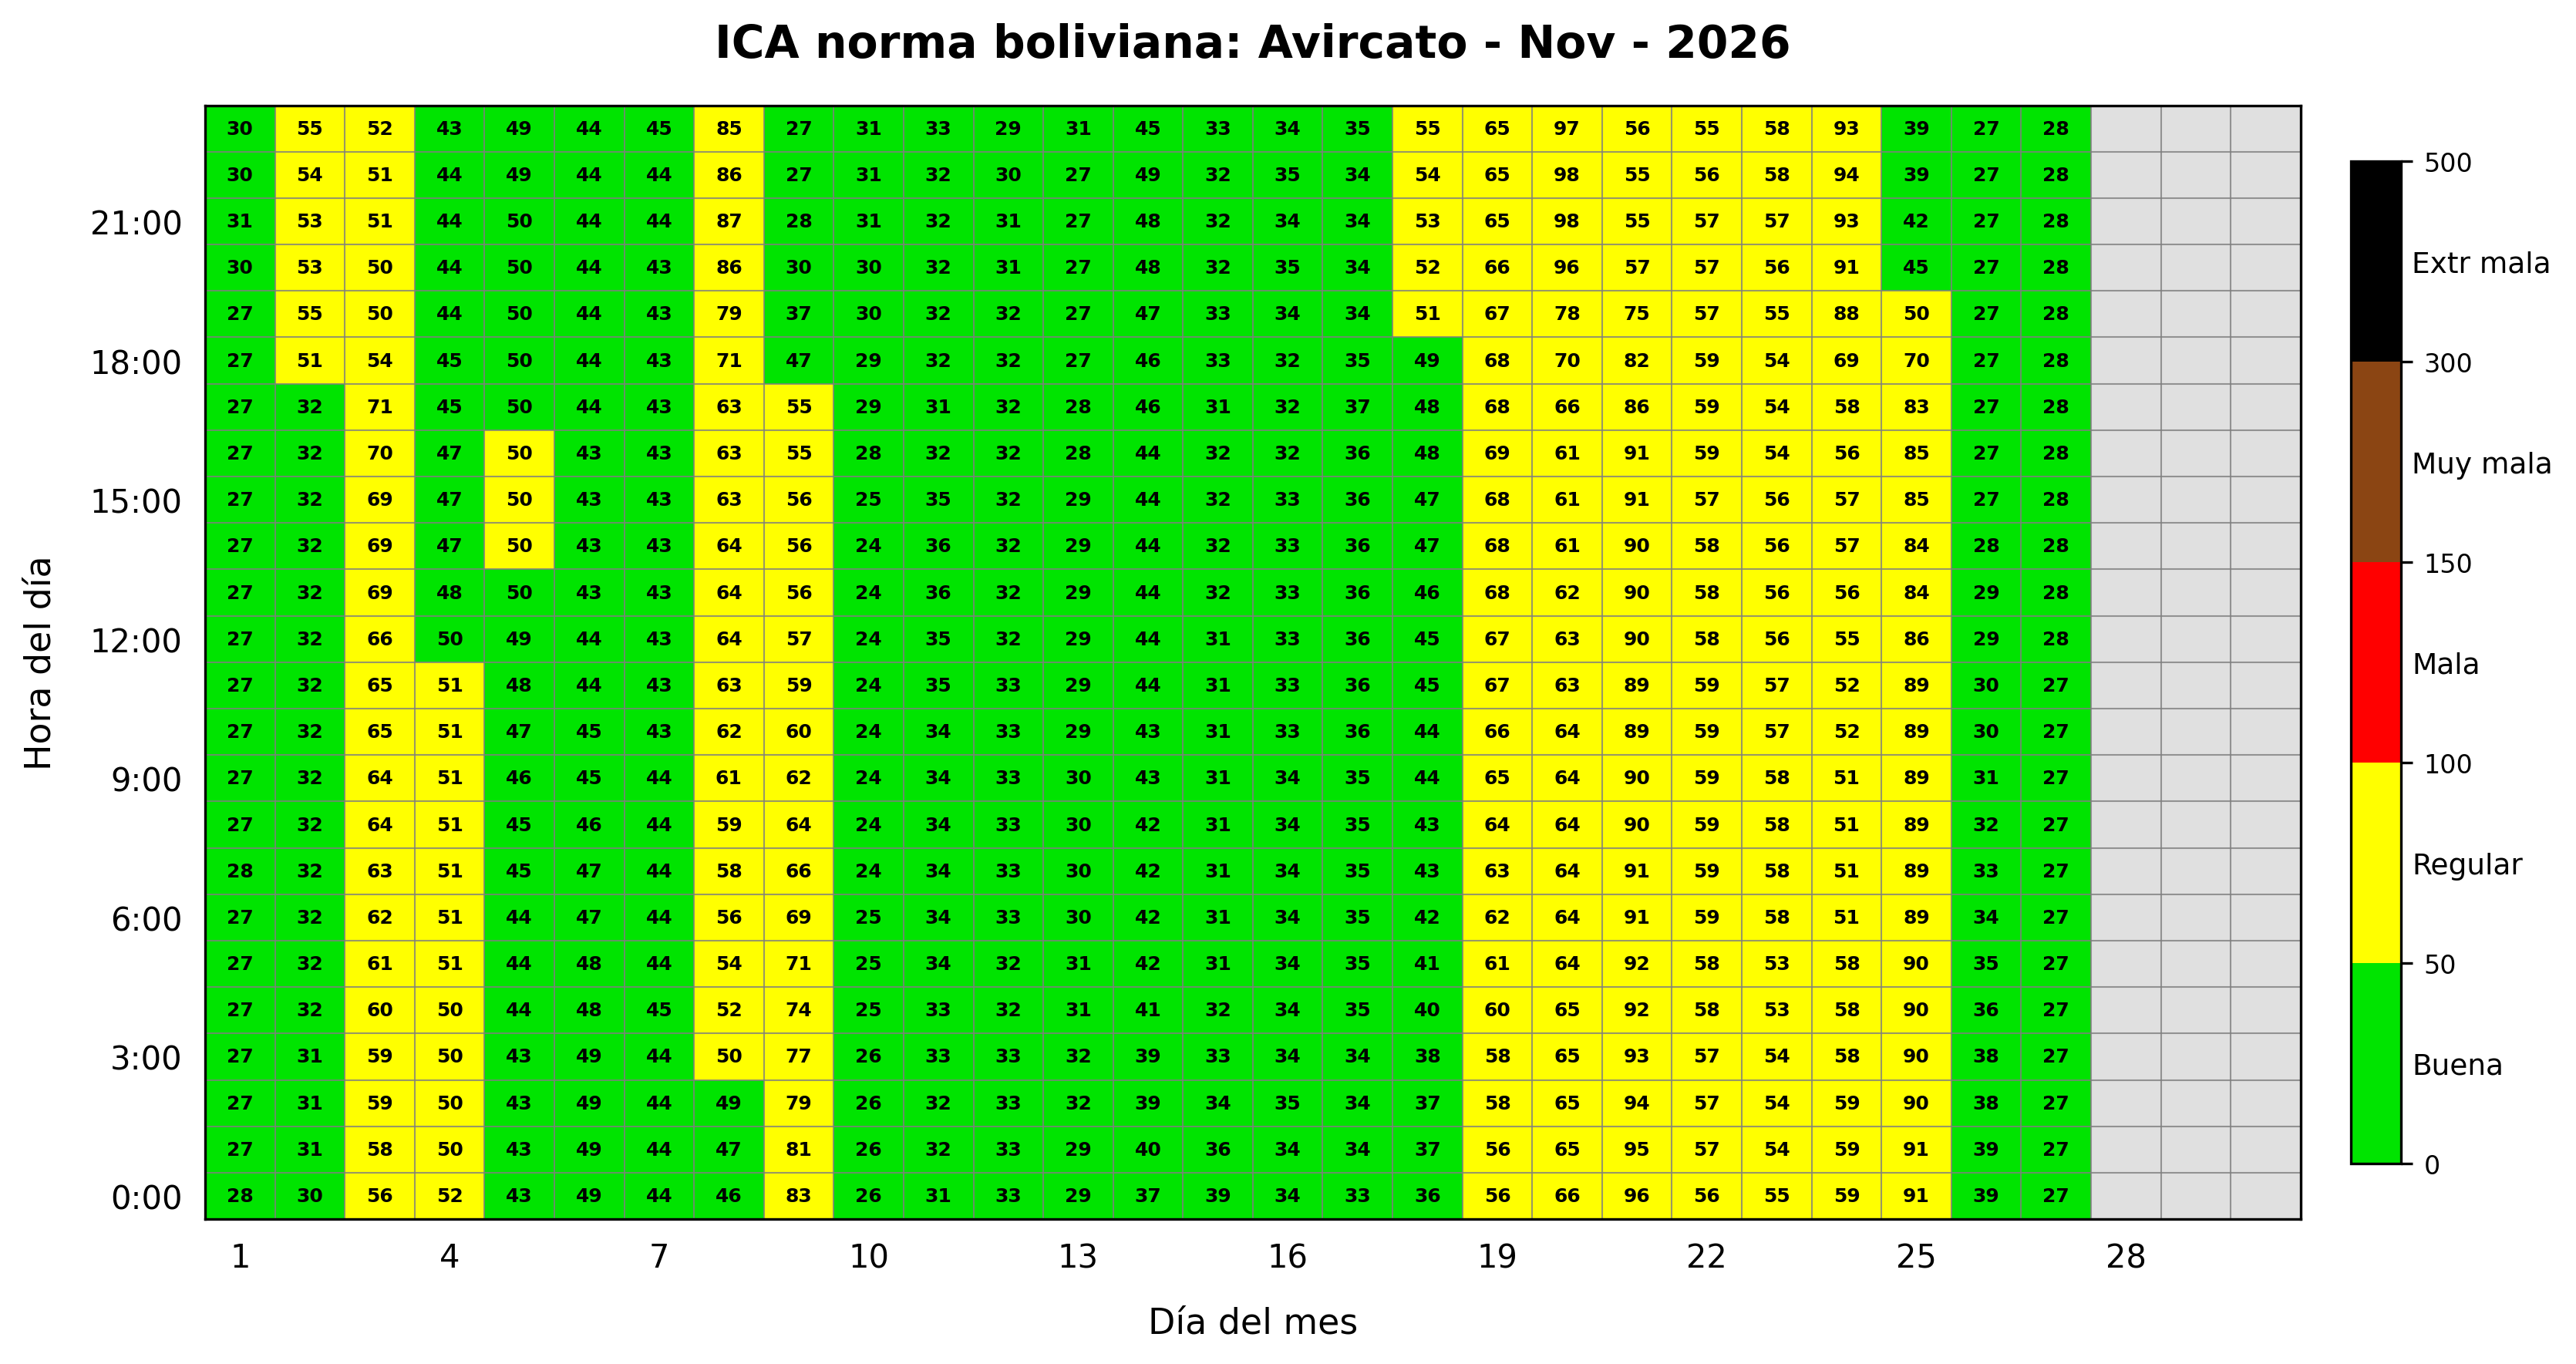 ICA norma boliviana: Avircato - Nov - 2026
30 55 52 43 49 44 45 85 27 31 33 29 31 45 33 34 35 55 65 97 56 55 58 93 39 27 28
30 54 51 44 49 44 44 86 27 31 32 30 27 49 32 35 34 54 65 98 55 56 58 94 39 27 28
21:00 31 53 51 44 50 44 44 87 28 31 32 31 27 48 32 34 34 53 65 98 55 57 57 93 42 27 28
30 53 50 44 50 44 43 86 30 30 32 31 27 48 32 35 34 52 66 96 57 57 56 91 45 27 28
27 55 50 44 50 44 43 79 37 30 32 32 27 47 33 34 34 51 67 78 75 57 55 88 50 27 28
18:00 27 51 54 45 50 44 43 71 47 29 32 32 27 46 33 32 35 49 68 70 82 59 54 69 70 27 28
27 32 71 45 50 44 43 63 55 29 31 32 28 46 31 32 37 48 68 66 86 59 54 58 83 27 28
27 32 70 47 50 43 43 63 55 28 32 32 28 44 32 32 36 48 69 61 91 59 54 56 85 27 28
15:00 27 32 69 47 50 43 43 63 56 25 35 32 29 44 32 33 36 47 68 61 91 57 56 57 85 27 28
27 32 69 47 50 43 43 64 56 24 36 32 29 44 32 33 36 47 68 61 90 58 56 57 84 28 28
27 32 69 48 50 43 43 64 56 24 36 32 29 44 32 33 36 46 68 62 90 58 56 56 84 29 28
12:00 27 32 66 50 49 44 43 64 57 24 35 32 29 44 31 33 36 45 67 63 90 58 56 55 86 29 28
27 32 65 51 48 44 43 63 59 24 35 33 29 44 31 33 36 45 67 63 89 59 57 52 89 30 27
27 32 65 51 47 45 43 62 60 24 34 33 29 43 31 33 36 44 66 64 89 59 57 52 89 30 27
9:00 27 32 64 51 46 45 44 61 62 24 34 33 30 43 31 34 35 44 65 64 90 59 58 51 89 31 27
27 32 64 51 45 46 44 59 64 24 34 33 30 42 31 34 35 43 64 64 90 59 58 51 89 32 27
28 32 63 51 45 47 44 58 66 24 34 33 30 42 31 34 35 43 63 64 91 59 58 51 89 33 27
6:00 27 32 62 51 44 47 44 56 69 25 34 33 30 42 31 34 35 42 62 64 91 59 58 51 89 34 27
27 32 61 51 44 48 44 54 71 25 34 32 31 42 31 34 35 41 61 64 92 58 53 58 90 35 27
27 32 60 50 44 48 45 52 74 25 33 32 31 41 32 34 35 40 60 65 92 58 53 58 90 36 27
3:00 27 31 59 50 43 49 44 50 77 26 33 33 32 39 33 34 34 38 58 65 93 57 54 58 90 38 27
27 31 59 50 43 49 44 49 79 26 32 33 32 39 34 35 34 37 58 65 94 57 54 59 90 38 27
27 31 58 50 43 49 44 47 81 26 32 33 29 40 36 34 34 37 56 65 95 57 54 59 91 39 27
0:00 28 30 56 52 43 49 44 46 83 26 31 33 29 37 39 34 33 36 56 66 96 56 55 59 91 39 27
1 4 7 10 13 16 19 22 25 28
Día del mes
Hora del día
500
Extr mala
300
Muy mala
150
Mala
100
Regular
50
Buena
0